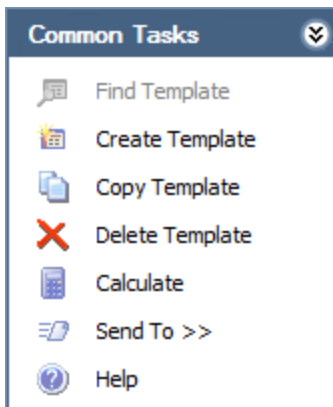 Common Tasks
Find Template
Create Template
Copy Template
Delete Template
Calculate
Send To >>
Help